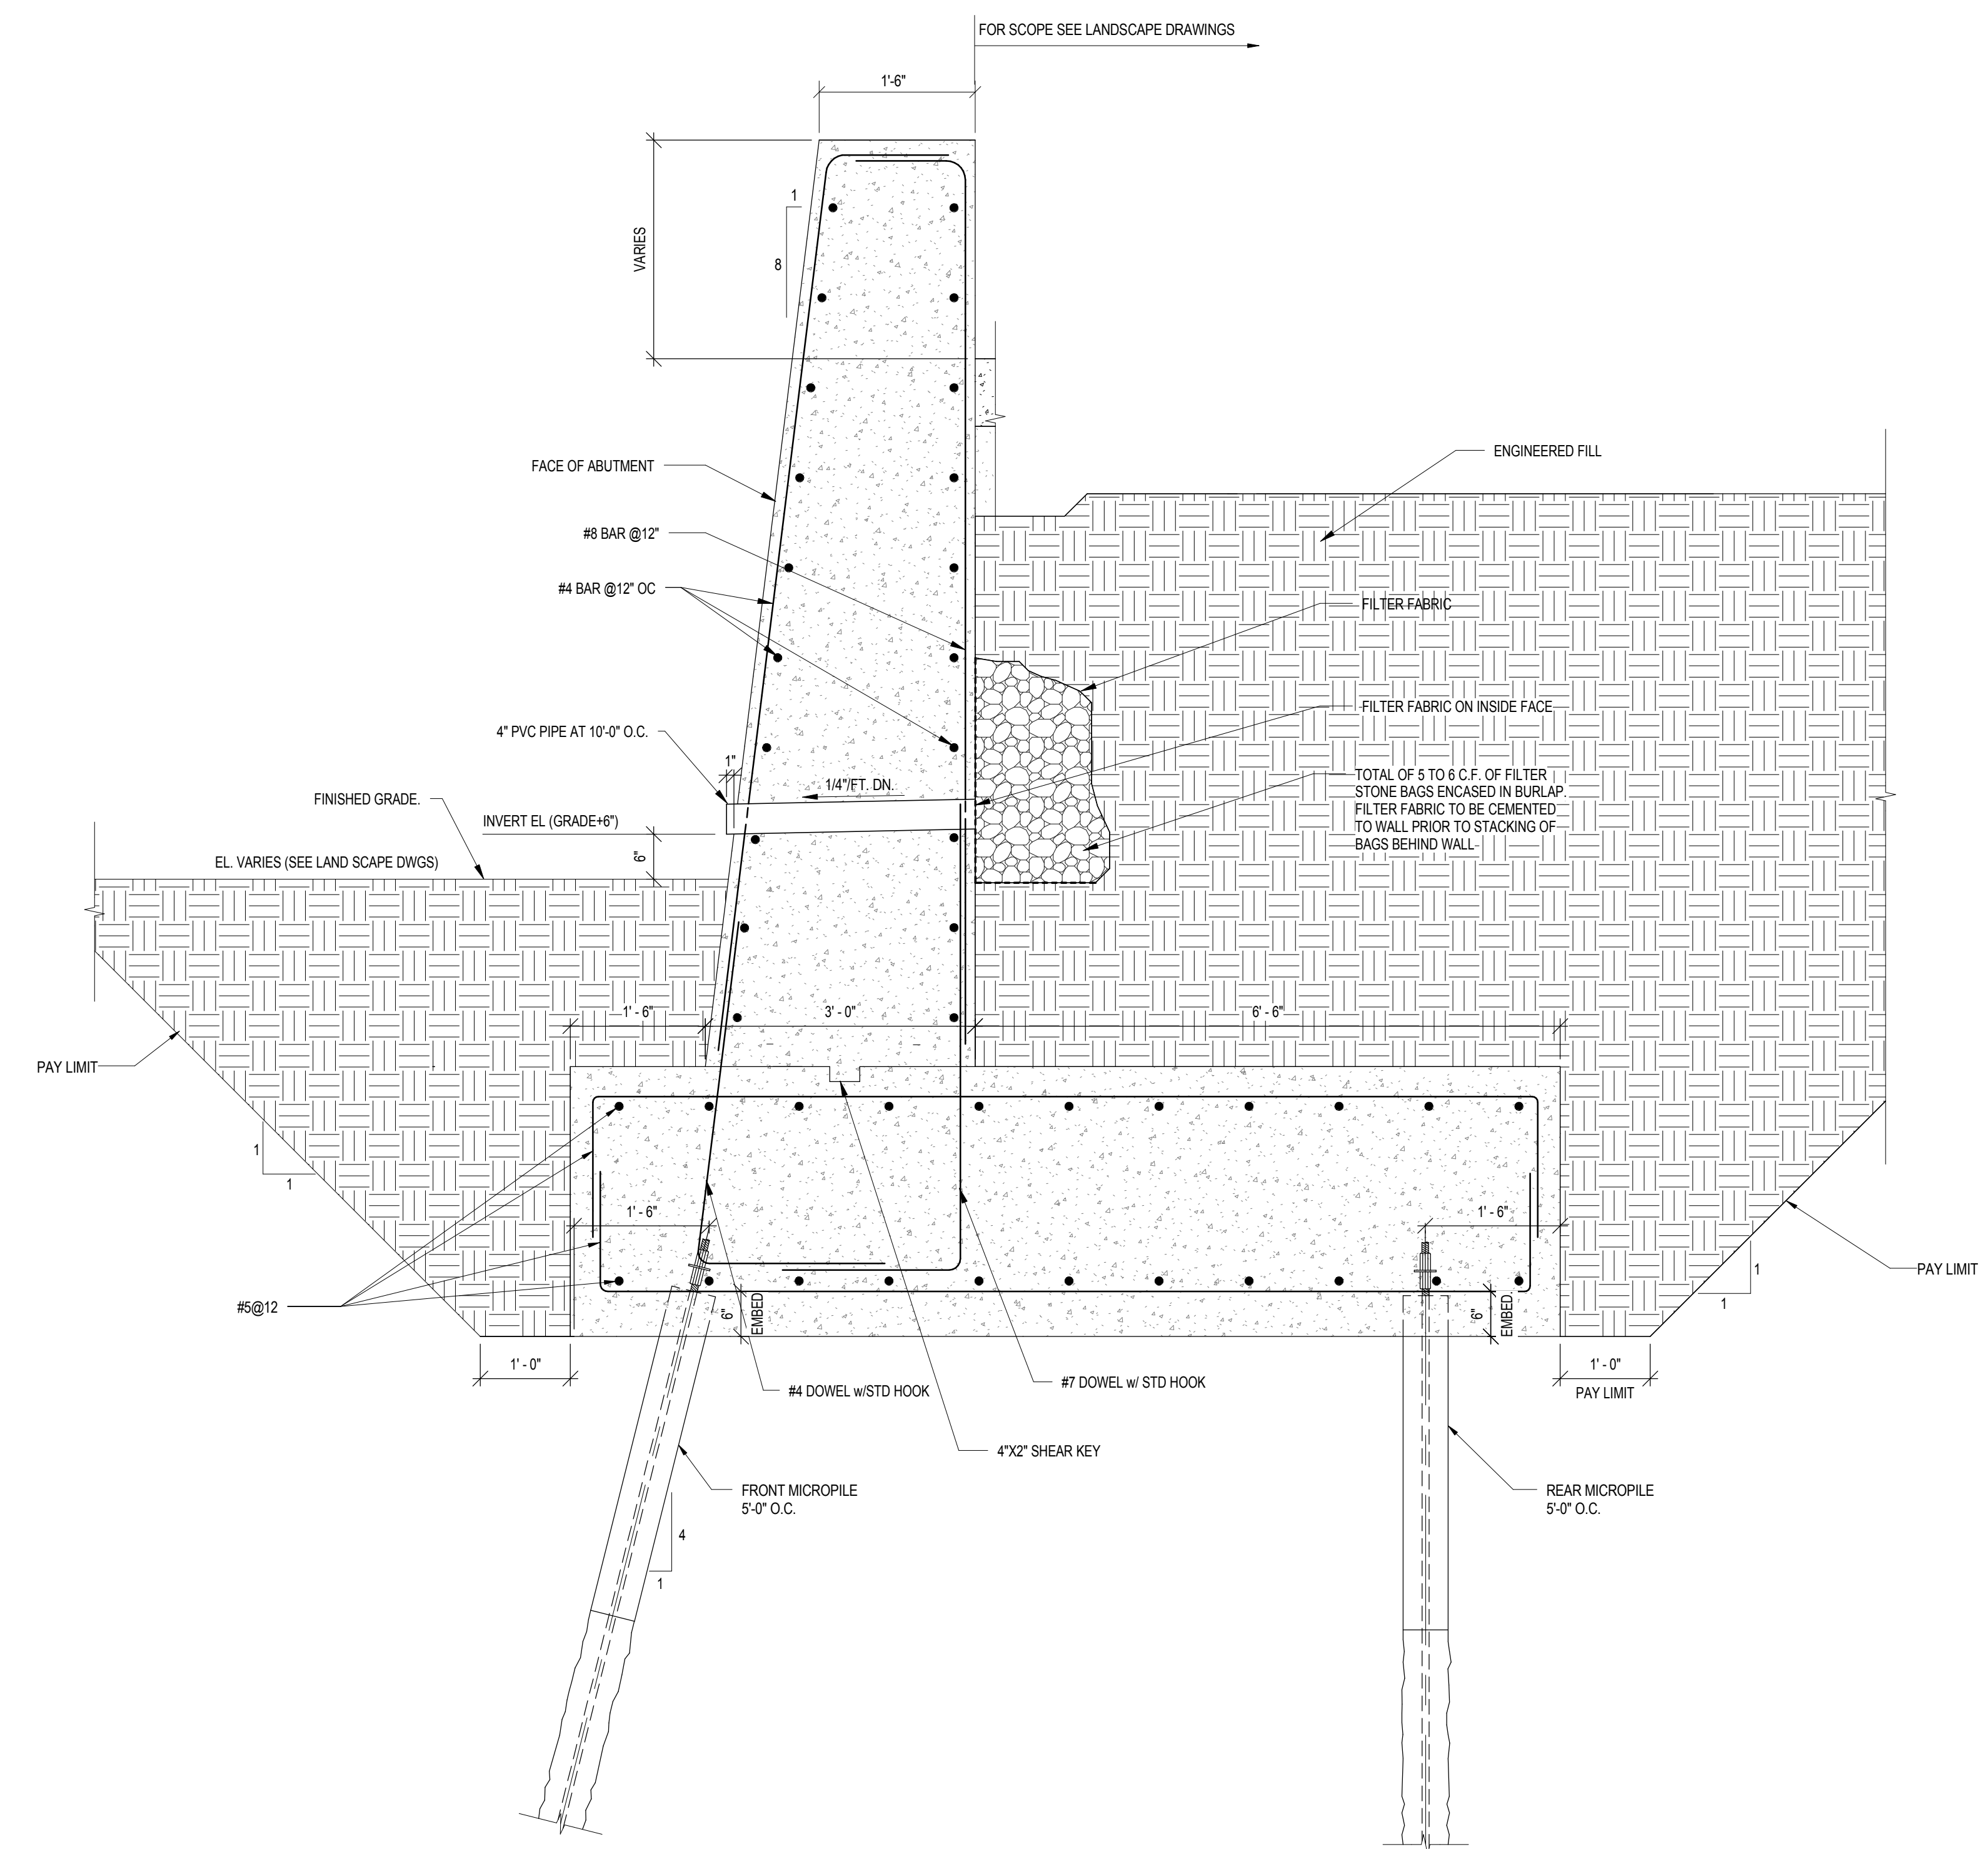 FOR SCOPE SEE LANDSCAPE DRAWINGS
1'-6"
VARIES
1
8
FACE OF ABUTMENT
ENGINEERED FILL
#8 BAR @12"
#4 BAR @12" OC
FILTER FABRIC
FILTER FABRIC ON INSIDE FACE
4" PVC PIPE AT 10'-0" O.C.
1"
1/4"/FT. DN.
TOTAL OF 5 TO 6 C.F. OF FILTER
STONE BAGS ENCASED IN BURLAP.
FILTER FABRIC TO BE CEMENTED
TO WALL PRIOR TO STACKING OF
BAGS BEHIND WALL
FINISHED GRADE.
INVERT EL (GRADE+6")
6"
EL. VARIES (SEE LAND SCAPE DWGS)
1' - 6"
3' - 0"
6' - 6"
PAY LIMIT
1
1
1' - 6"
1' - 6"
#5@12
6"
EMBED.
6"
EMBED.
1
1
PAY LIMIT
1' - 0"
1' - 0"
PAY LIMIT
#4 DOWEL w/STD HOOK
#7 DOWEL w/ STD HOOK
4"X2" SHEAR KEY
FRONT MICROPILE
5'-0" O.C.
REAR MICROPILE
5'-0" O.C.
4
1